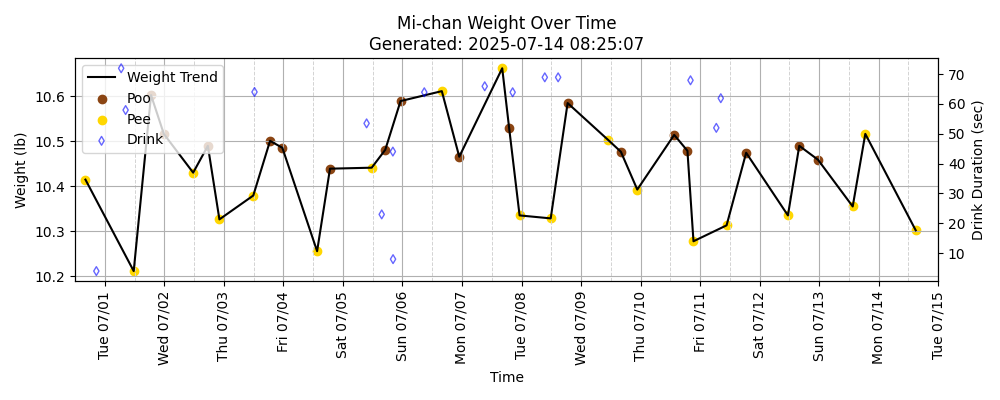 Mi-chan Weight Over Time
Generated: 2025-07-14 08:25:07
Weight (lb)
10.6
10.5
10.4
10.3
10.2
Weight Trend
Poo
Pee
Drink
70
60
50
40
30
20
10
Drink Duration (sec)
Tue 07/01
Wed 07/02
Thu 07/03
Fri 07/04
Sat 07/05
Sun 07/06
Mon 07/07
Tue 07/08
Wed 07/09
Thu 07/10
Fri 07/11
Sat 07/12
Sun 07/13
Mon 07/14
Tue 07/15
Time